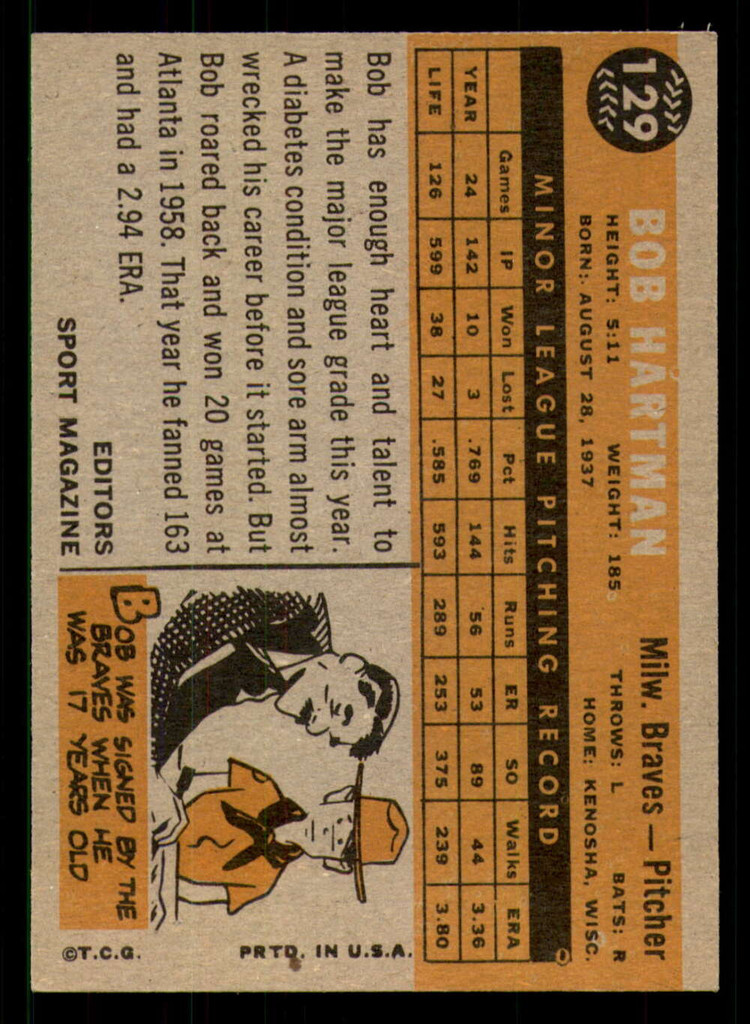 129
BOB HARTMAN Milw. Braves — Pitcher
HEIGHT: 5:11 WEIGHT: 185 THROWS: L BATS: R
BORN: AUGUST 28, 1937 HOME: KENOSHA, WISC.
MINOR LEAGUE PITCHING RECORD
Games IP Won Lost Pct Hits Runs ER SO Walks ERA
YEAR 24 142 10 3 .769 144 56 53 89 44 3.36
LIFE 126 599 38 27 .585 593 289 253 375 239 3.80
Bob has enough heart and talent to
make the major league grade this year.
A diabetes condition and sore arm almost
wrecked his career before it started. But
Bob roared back and won 20 games at
Atlanta in 1958. That year he fanned 163
and had a 2.94 ERA.
EDITORS
SPORT MAGAZINE
BOB WAS SIGNED BY THE
BRAVES WHEN HE
WAS 17 YEARS OLD
©T.C.G. PRTD. IN U.S.A.